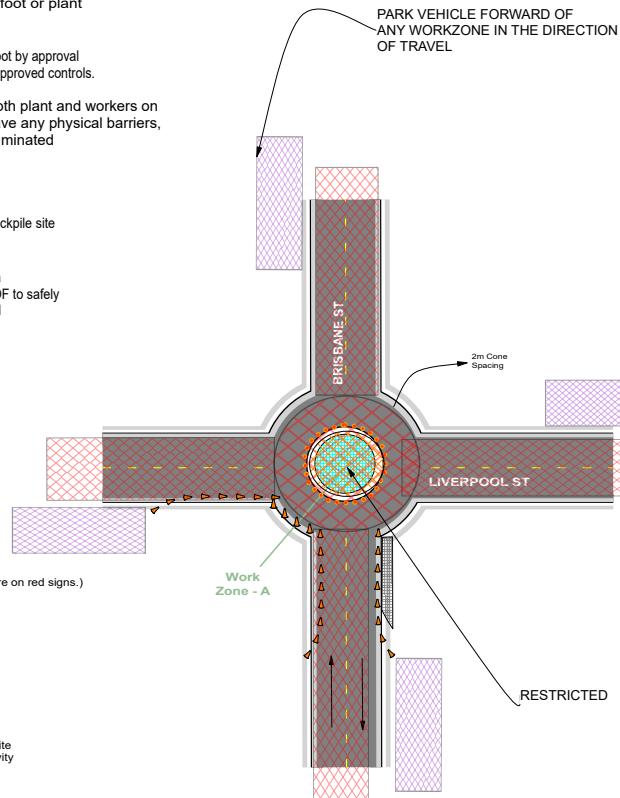 foot or plant
PARK VEHICLE FORWARD OF
ANY WORKZONE IN THE DIRECTION
OF TRAVEL
ot by approval
pproved controls.
oth plant and workers on
ve any physical barriers,
minated
ckpile site
F to safely
BRISBANE ST
2m Cone
Spacing
LIVERPOOL ST
Work
Zone - A
re on red signs.)
RESTRICTED
ite
vity